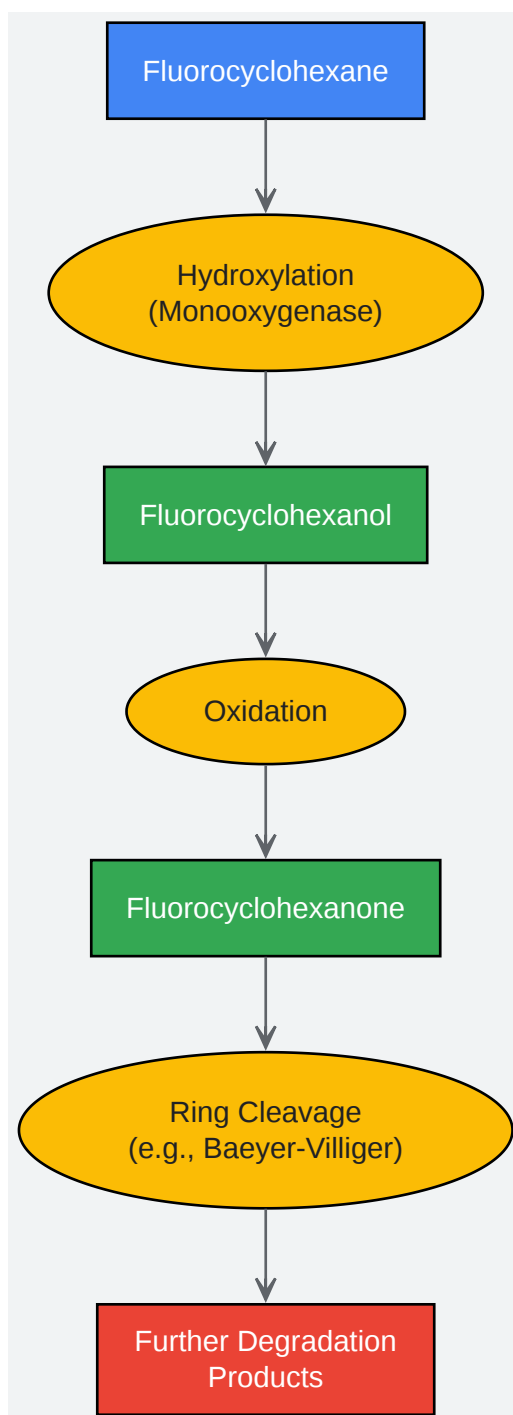 Fluorocyclohexane
Hydroxylation
(Monooxygenase)
Fluorocyclohexanol
Oxidation
Fluorocyclohexanone
Ring Cleavage
(e.g., Baeyer-Villiger)
Further Degradation
Products